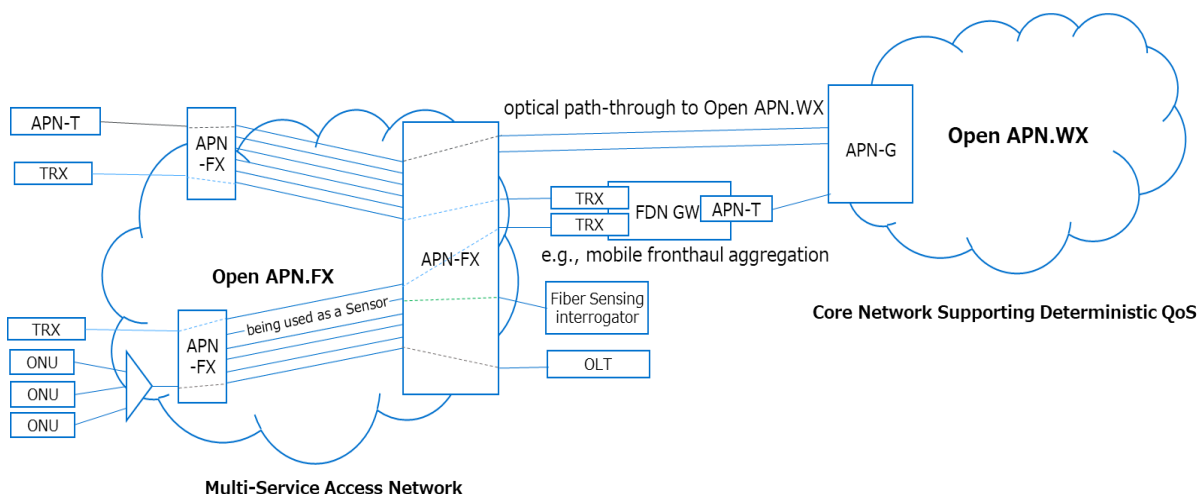 optical path-through to Open APN.WX
APN-T
APN
-FX
TRX
Open APN.WX
APN-G
TRX
FDN GW
APN-T
TRX
e.g., mobile fronthaul aggregation
APN-FX
Open APN.FX
being used as a Sensor
Fiber Sensing
interrogator
Core Network Supporting Deterministic QoS
TRX
APN
-FX
ONU
OLT
ONU
ONU
Multi-Service Access Network